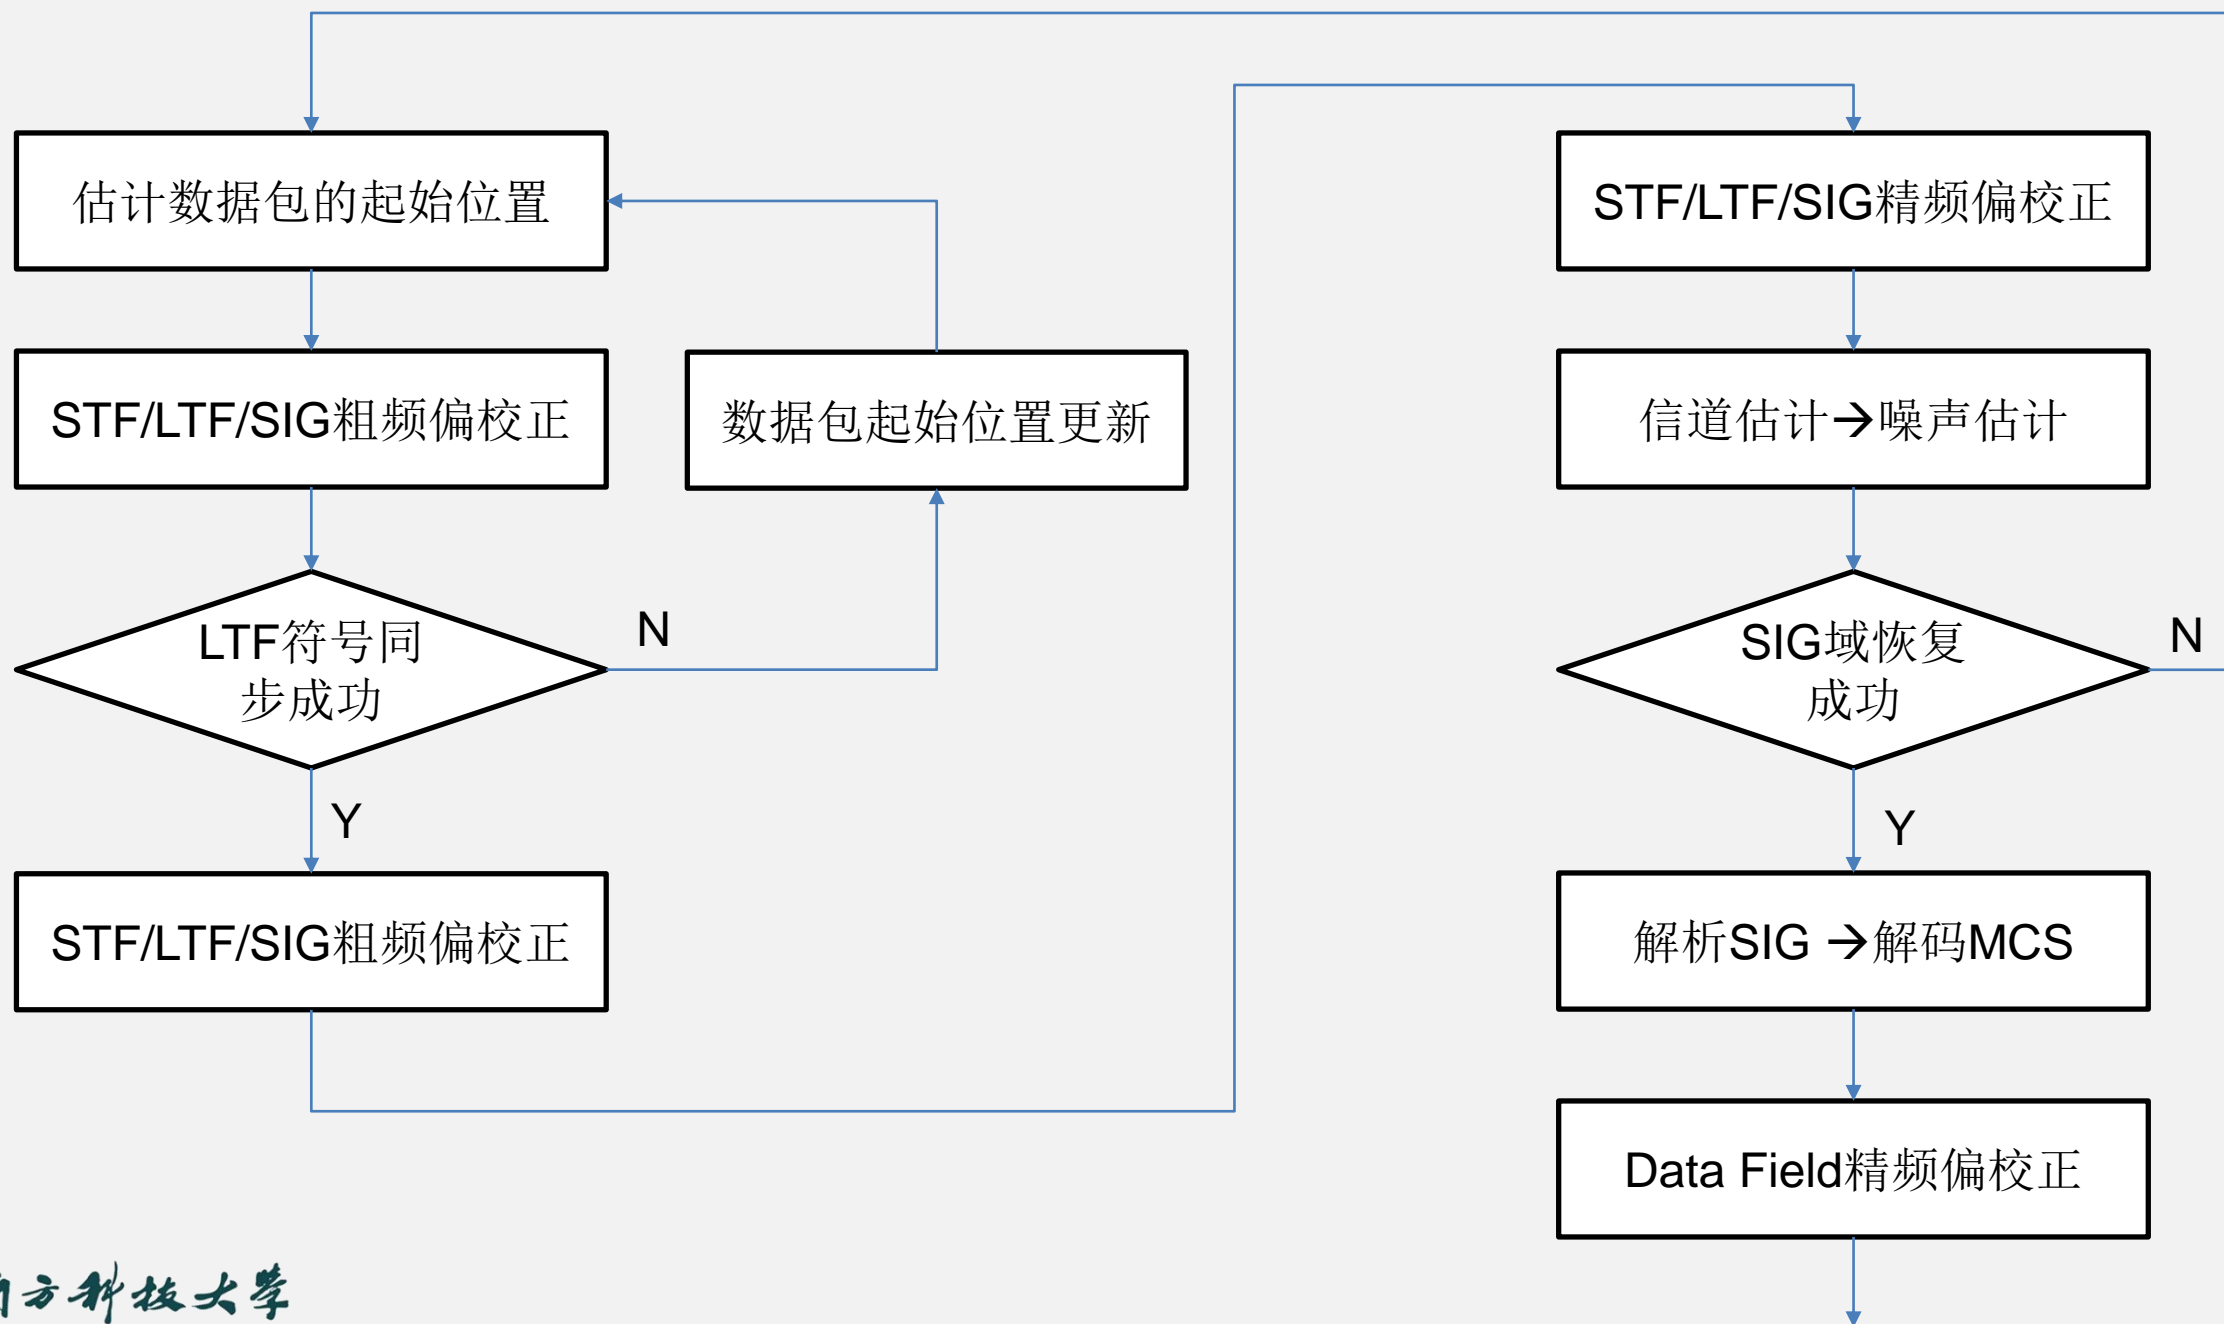 估计数据包的起始位置
STF/LTF/SIG粗频偏校正
数据包起始位置更新
LTF符号同
步成功
N
Y
STF/LTF/SIG粗频偏校正
STF/LTF/SIG精频偏校正
信道估计→噪声估计
SIG域恢复
成功
N
Y
解析SIG →解码MCS
Data Field精频偏校正
方科技大学